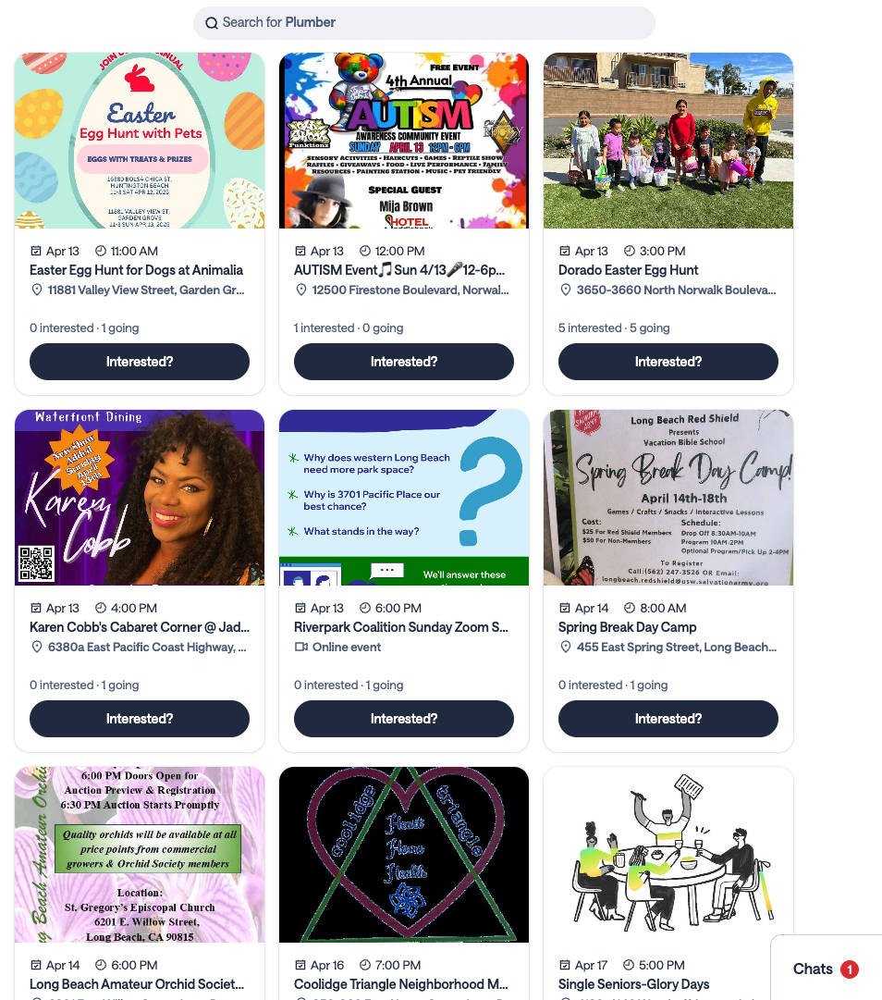 Search for Plumber
JOIN
ANNUAL
Easter
Egg Hunt with Pets
EGGS WITH TREATS & PRIZES
16889 BOLSA CHICA ST,
HUNTINGTON BEACH
11-3 SAT APR 12, 2025
11881 VALLEY VIEW ST,
GARDEN GROVE
11-3 SUN APR 13, 2025
Apr 13 11:00 AM
Easter Egg Hunt for Dogs at Animalia
11881 Valley View Street, Garden Gr...
0 interested · 1 going
Interested?
FREE EVENT
4th Annual
AUTISM
AWARENESS COMMUNITY EVENT
SUNDAY APRIL 13 12PM-6PM
SENSORY ACTIVITIES • HAIRCUTS • GAMES • REPTILE SHOW
RAFFLES • GIVEAWAYS • FOOD • LIVE PERFORMANCE • FAMILY
RESOURCES • PAINTING STATION • MUSIC • PET FRIENDLY
Funktionz
SPECIAL GUEST
Mija Brown
HOTEL
Apr 13 12:00 PM
AUTISM Event🎵Sun 4/13🎤12-6p...
12500 Firestone Boulevard, Norwal...
1 interested · 0 going
Interested?
Apr 13 3:00 PM
Dorado Easter Egg Hunt
3650-3660 North Norwalk Bouleva...
5 interested · 5 going
Interested?
Waterfront Dining
New Show
Added
Sunday
April
13th
Karen
Cobb
Apr 13 4:00 PM
Karen Cobb's Cabaret Corner @ Jad...
6380a East Pacific Coast Highway, ...
0 interested · 1 going
Interested?
Why does western Long Beach
need more park space?
Why is 3701 Pacific Place our
best chance?
What stands in the way?
?
We'll answer these
Apr 13 6:00 PM
Riverpark Coalition Sunday Zoom S...
Online event
0 interested · 1 going
Interested?
Long Beach Red Shield
Presents
Vacation Bible School
Spring Break Day Camp!
April 14th-18th
Games / Crafts / Snacks / Interactive Lessons
Cost:
$25 For Red Shield Members
$50 For Non-Members
Schedule:
Drop Off 8:30AM-10AM
Program 10AM-2PM
Optional Program/Pick Up 2-4PM
To Register
Call:(562) 247-3526 OR Email:
longbeach.redshield@usw.salvationarmy.org
Apr 14 8:00 AM
Spring Break Day Camp
455 East Spring Street, Long Beach...
0 interested · 1 going
Interested?
Beach Amateur Orchid
6:00 PM Doors Open for
Auction Preview & Registration
6:30 PM Auction Starts Promptly
Quality orchids will be available at all
price points from commercial
growers & Orchid Society members
Location:
St. Gregory's Episcopal Church
6201 E. Willow Street,
Long Beach, CA 90815
Apr 14 6:00 PM
Long Beach Amateur Orchid Societ...
coolidge
triangle
Heart
Home
Health
Apr 16 7:00 PM
Coolidge Triangle Neighborhood M...
Apr 17 5:00 PM
Single Seniors-Glory Days
Chats 1